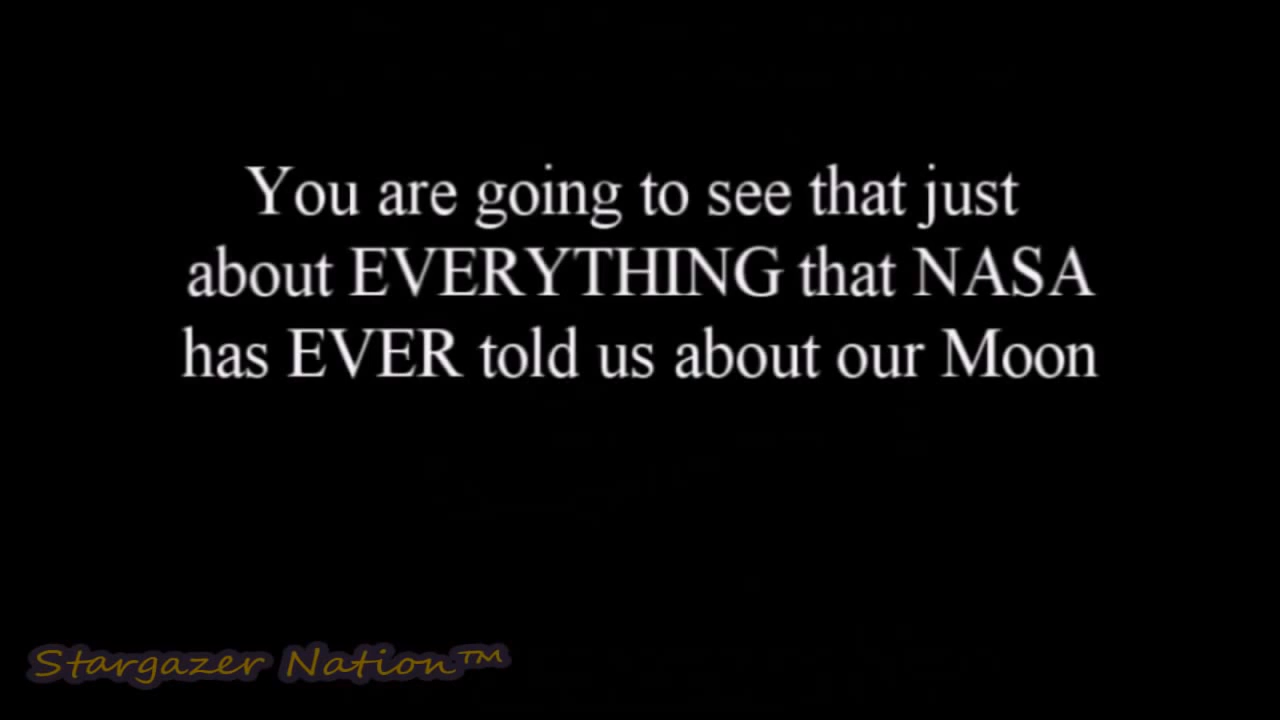 You are going to see that just
about EVERYTHING that NASA
has EVER told us about our Moon
Stargazer Nation™